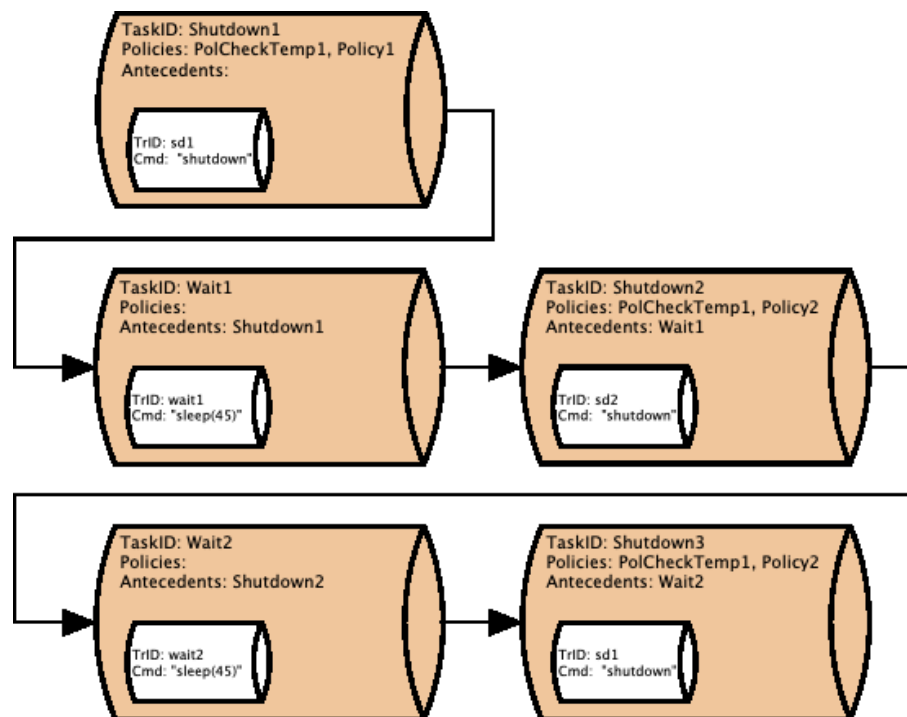 TaskID: Shutdown1
Policies: PolCheckTemp1, Policy1
Antecedents:
TrID: sd1
Cmd: "shutdown"
TaskID: Wait1
Policies:
Antecedents: Shutdown1
TrID: wait1
Cmd: "sleep(45)"
TaskID: Shutdown2
Policies: PolCheckTemp1, Policy2
Antecedents: Wait1
TrID: sd2
Cmd: "shutdown"
TaskID: Wait2
Policies:
Antecedents: Shutdown2
TrID: wait2
Cmd: "sleep(45)"
TaskID: Shutdown3
Policies: PolCheckTemp1, Policy2
Antecedents: Wait2
TrID: sd1
Cmd: "shutdown"